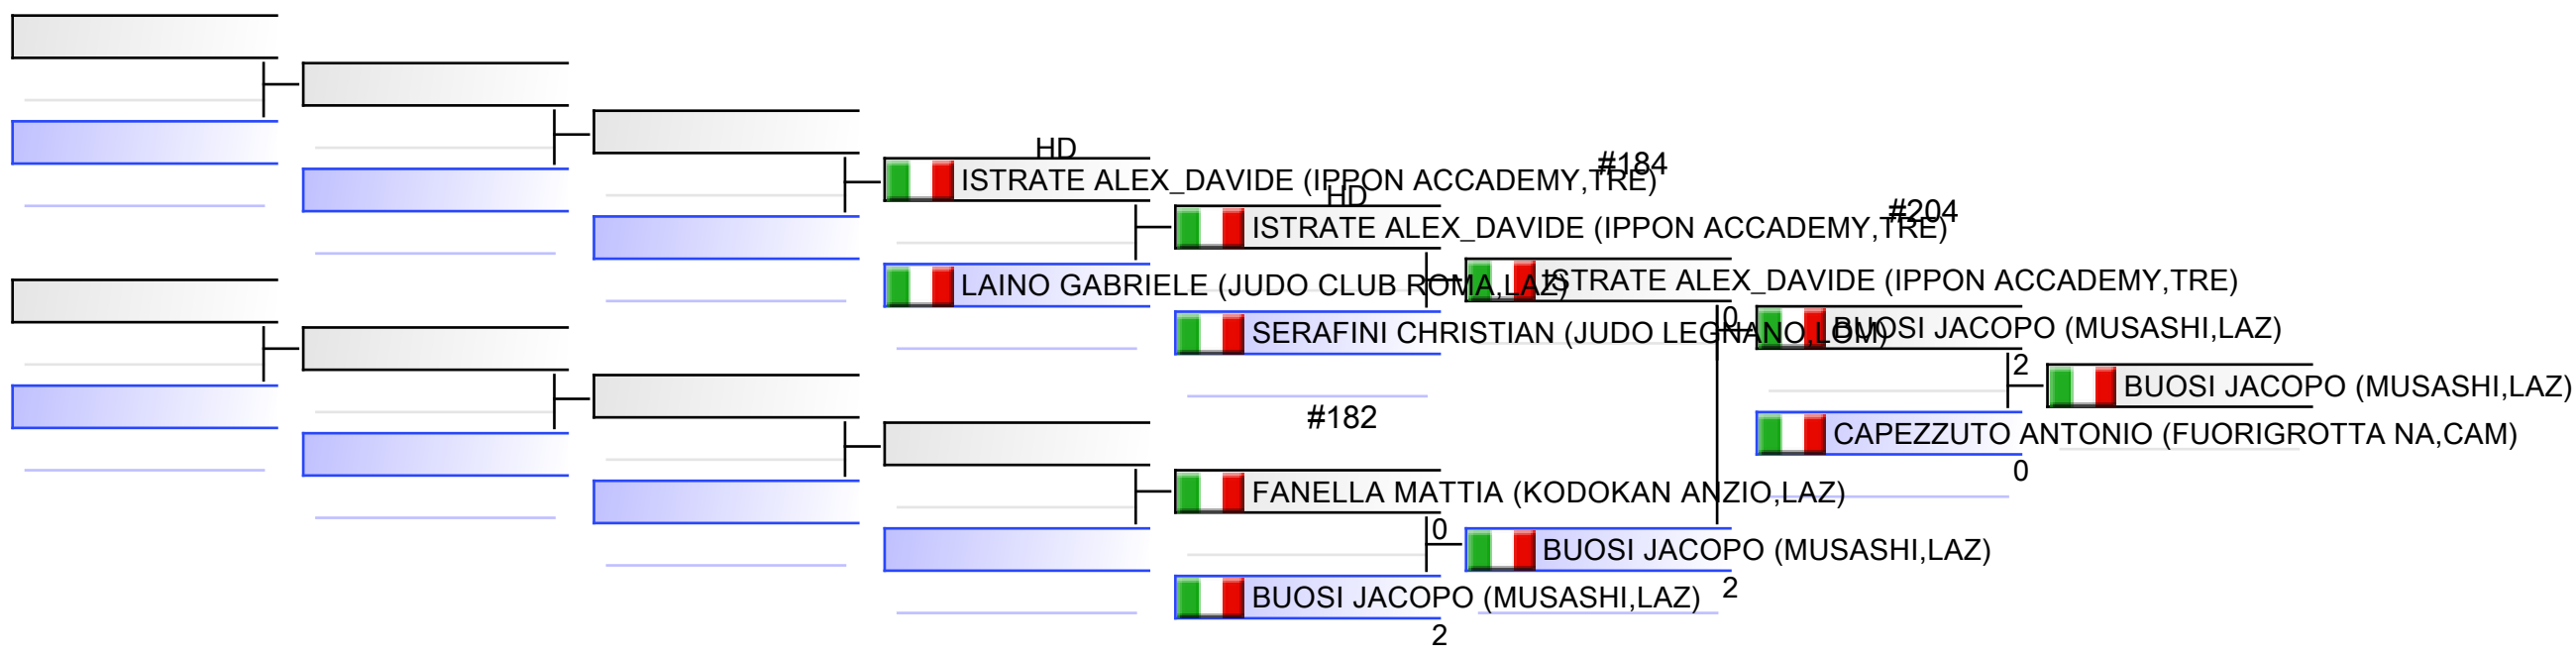 HD
#184
ISTRATE ALEX_DAVIDE (IPPON ACCADEMY,TRE)
HD
#204
ISTRATE ALEX_DAVIDE (IPPON ACCADEMY,TRE)
LAINO GABRIELE (JUDO CLUB ROMA,LAZ)
ISTRATE ALEX_DAVIDE (IPPON ACCADEMY,TRE)
0
SERAFINI CHRISTIAN (JUDO LEGNANO,LOM)
BUOSI JACOPO (MUSASHI,LAZ)
2
BUOSI JACOPO (MUSASHI,LAZ)
#182
CAPEZZUTO ANTONIO (FUORIGROTTA NA,CAM)
0
FANELLA MATTIA (KODOKAN ANZIO,LAZ)
0
BUOSI JACOPO (MUSASHI,LAZ)
2
BUOSI JACOPO (MUSASHI,LAZ)
2